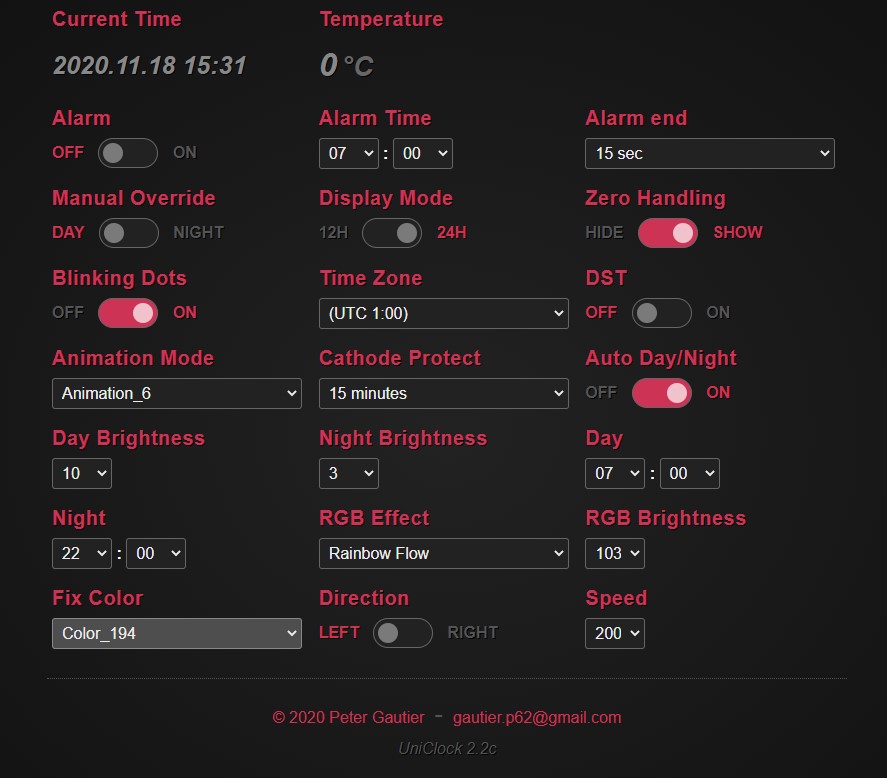 Current Time Temperature
2020.11.18 15:31 0 °C
Alarm Alarm Time Alarm end
OFF ON 07 : 00 15 sec
Manual Override Display Mode Zero Handling
DAY NIGHT 12H 24H HIDE SHOW
Blinking Dots Time Zone DST
OFF ON (UTC 1:00) OFF ON
Animation Mode Cathode Protect Auto Day/Night
Animation_6 15 minutes OFF ON
Day Brightness Night Brightness Day
10 3 07 : 00
Night RGB Effect RGB Brightness
22 : 00 Rainbow Flow 103
Fix Color Direction Speed
Color_194 LEFT RIGHT 200
© 2020 Peter Gautier – gautier.p62@gmail.com
UniClock 2.2c